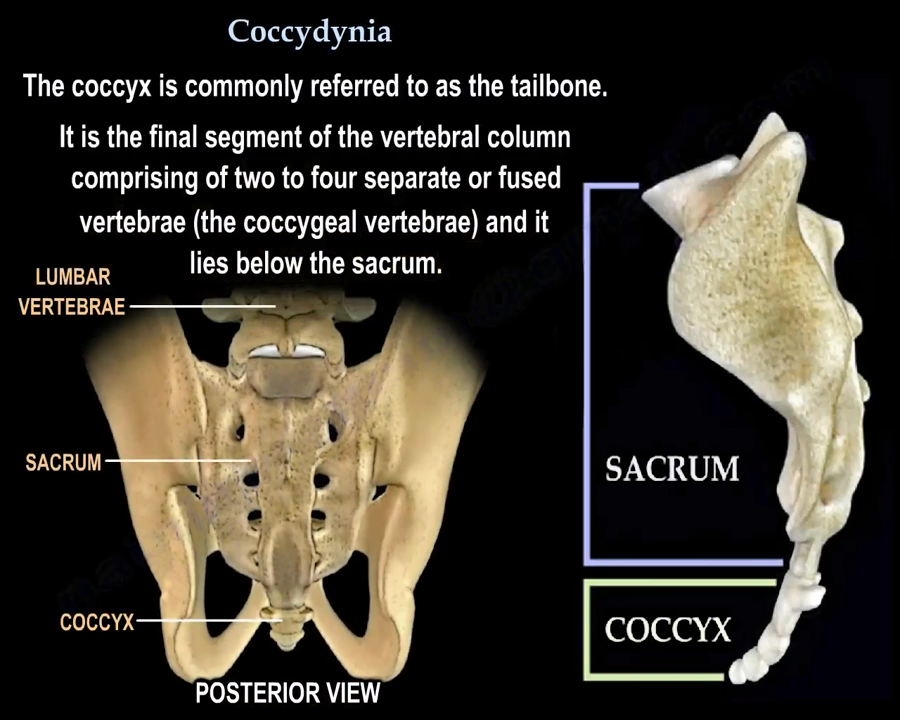 Coccydynia
The coccyx is commonly referred to as the tailbone.
It is the final segment of the vertebral column
comprising of two to four separate or fused
vertebrae (the coccygeal vertebrae) and it
lies below the sacrum.
LUMBAR
VERTEBRAE
SACRUM
COCCYX
POSTERIOR VIEW
SACRUM
COCCYX